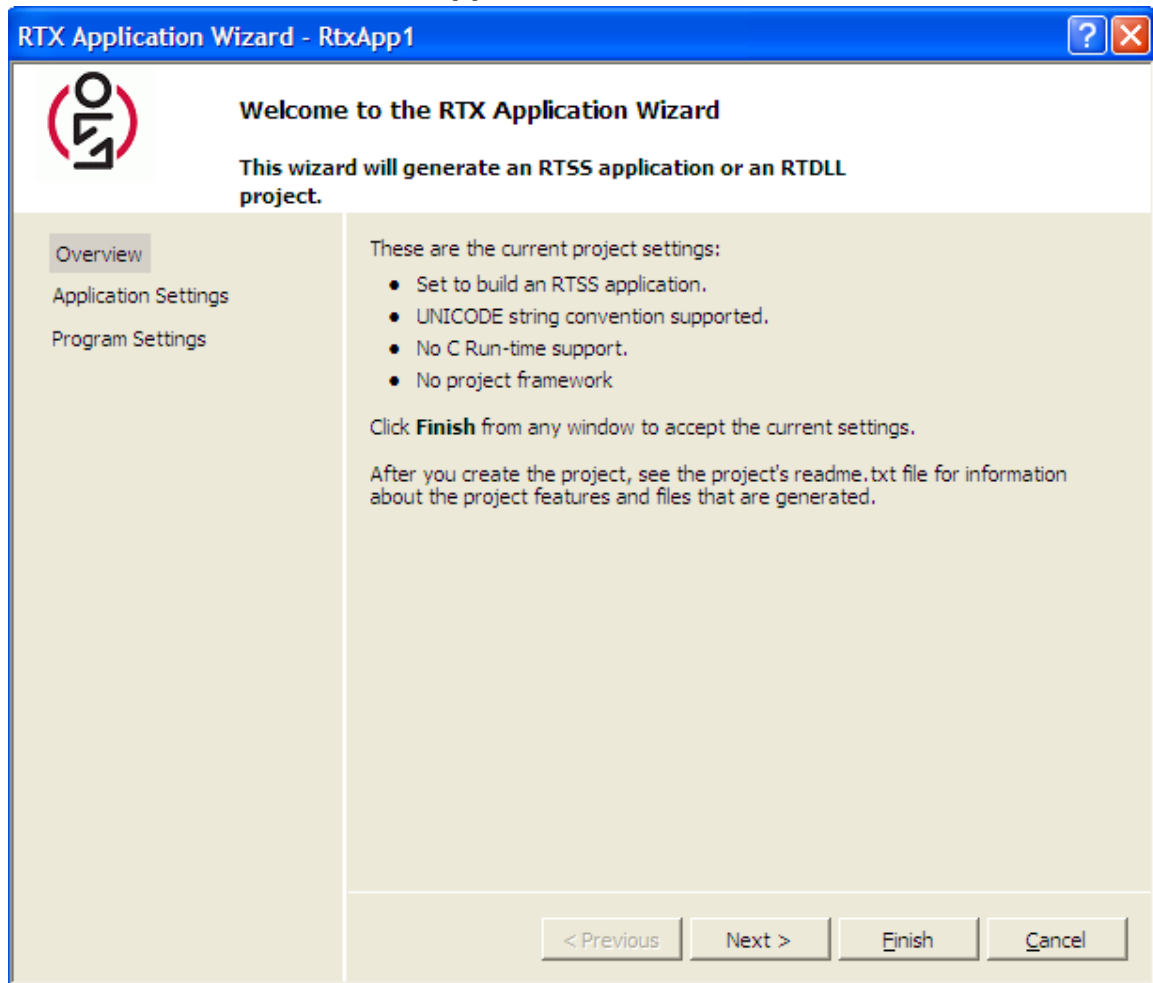 RTX Application Wizard - RtxApp1
Welcome to the RTX Application Wizard
This wizard will generate an RTSS application or an RTDLL
project.
Overview
Application Settings
Program Settings
These are the current project settings:
• Set to build an RTSS application.
• UNICODE string convention supported.
• No C Run-time support.
• No project framework
Click Finish from any window to accept the current settings.
After you create the project, see the project's readme.txt file for information
about the project features and files that are generated.
< Previous Next > Finish Cancel